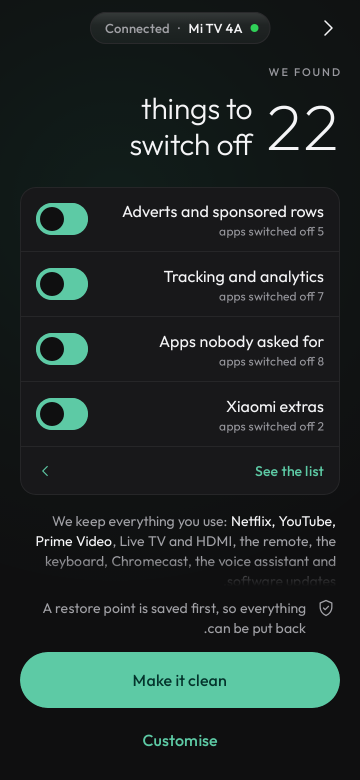 Connected · Mi TV 4A
WE FOUND
things to
switch off
22
Adverts and sponsored rows
apps switched off 5
Tracking and analytics
apps switched off 7
Apps nobody asked for
apps switched off 8
Xiaomi extras
apps switched off 2
See the list
We keep everything you use: Netflix, YouTube,
Prime Video, Live TV and HDMI, the remote, the
keyboard, Chromecast, the voice assistant and
software updates
A restore point is saved first, so everything
.can be put back
Make it clean
Customise